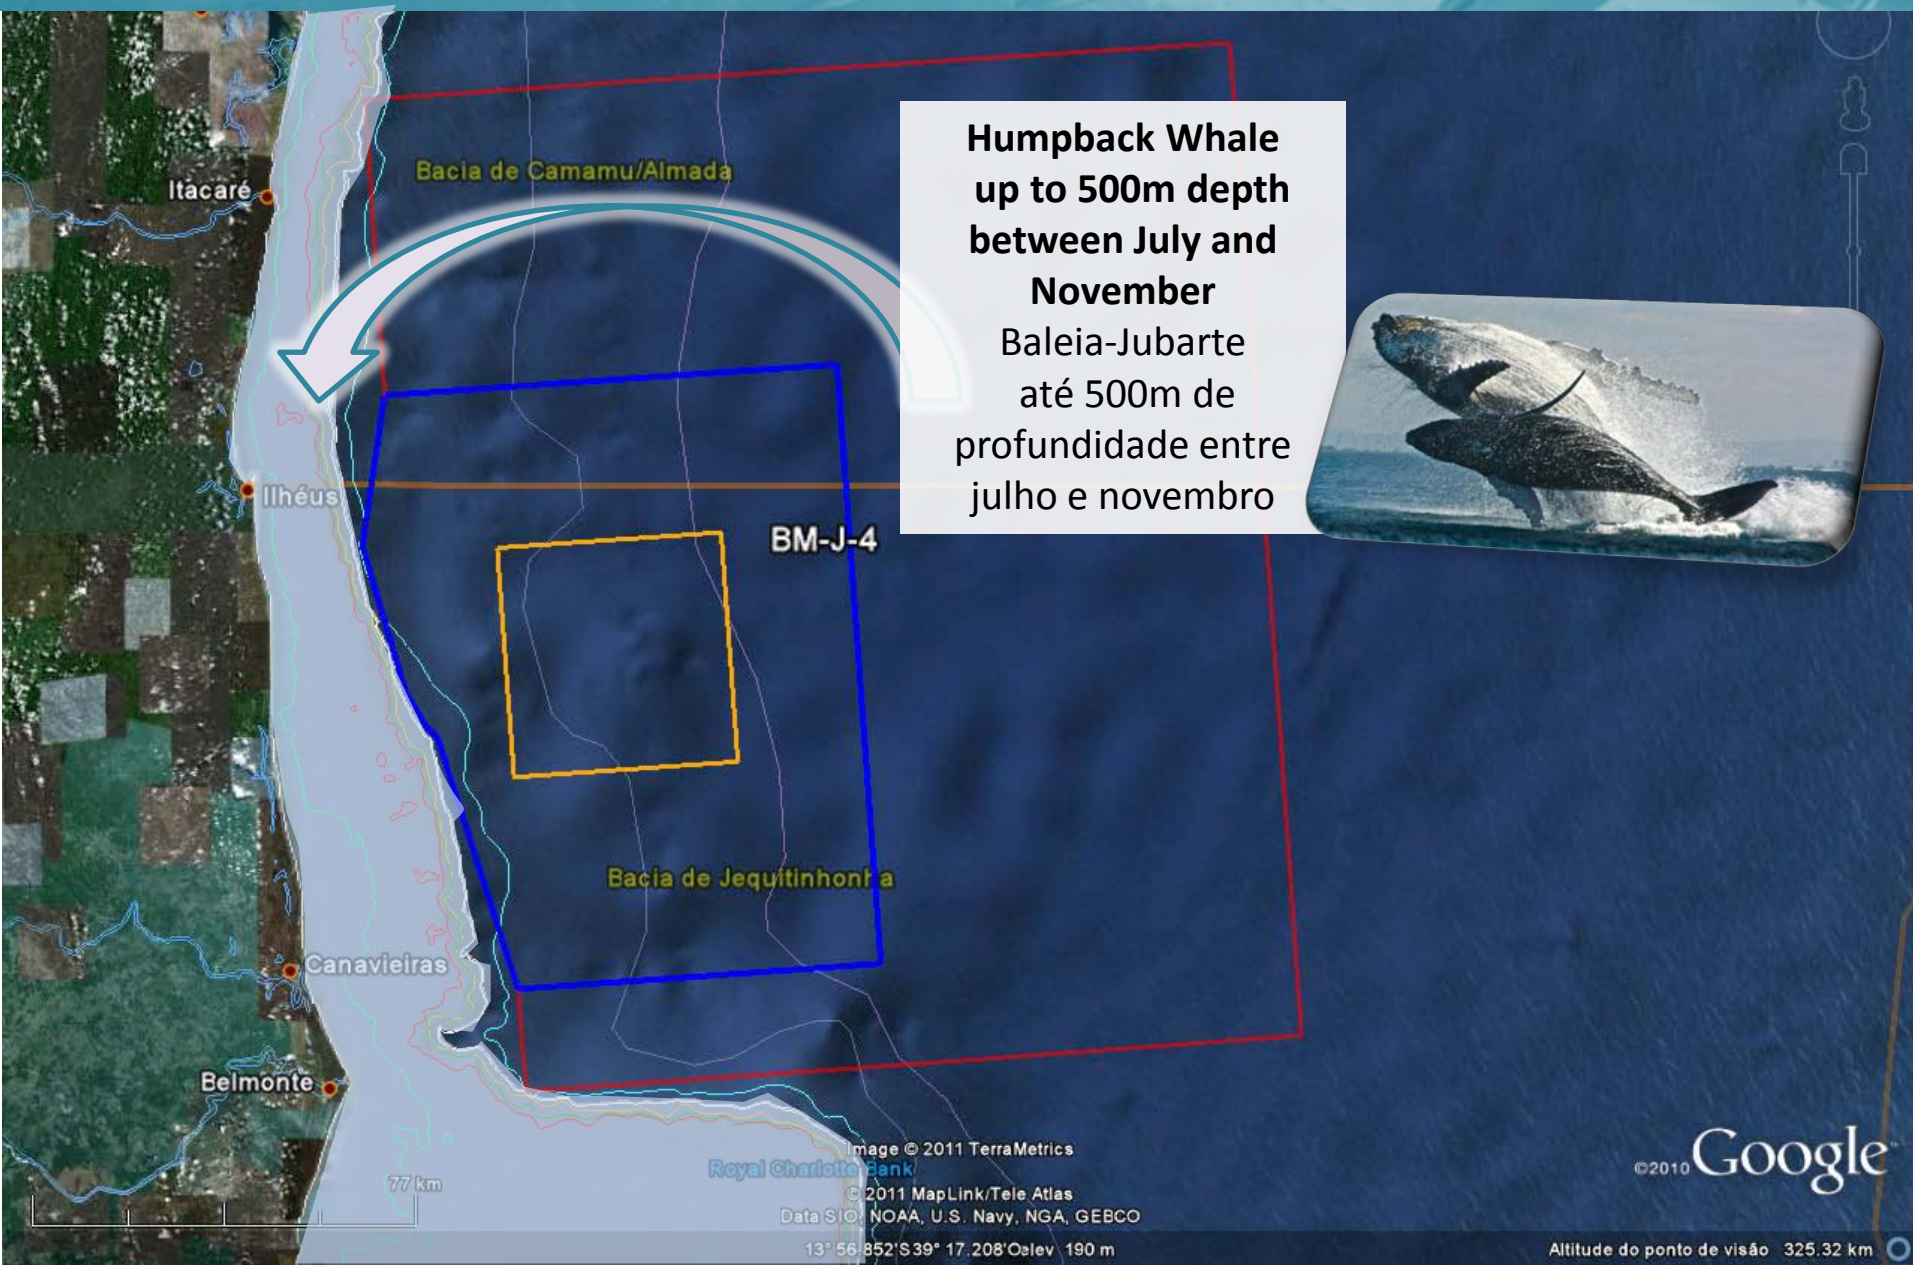 Bacia de Camamu/Almada
Itacaré
Humpback Whale
up to 500m depth
between July and
November
Baleia-Jubarte
até 500m de
profundidade entre
julho e novembro
Ilhéus
BM-J-4
Bacia de Jequitinhonha
Canavieiras
Belmonte
77 km
Image © 2011 TerraMetrics
Royal Charlotte Bank
© 2011 MapLink/Tele Atlas
Data SIO, NOAA, U.S. Navy, NGA, GEBCO
©2010 Google™
13° 56.852'S 39° 17.208'O elev 190 m
Altitude do ponto de visão 325.32 km